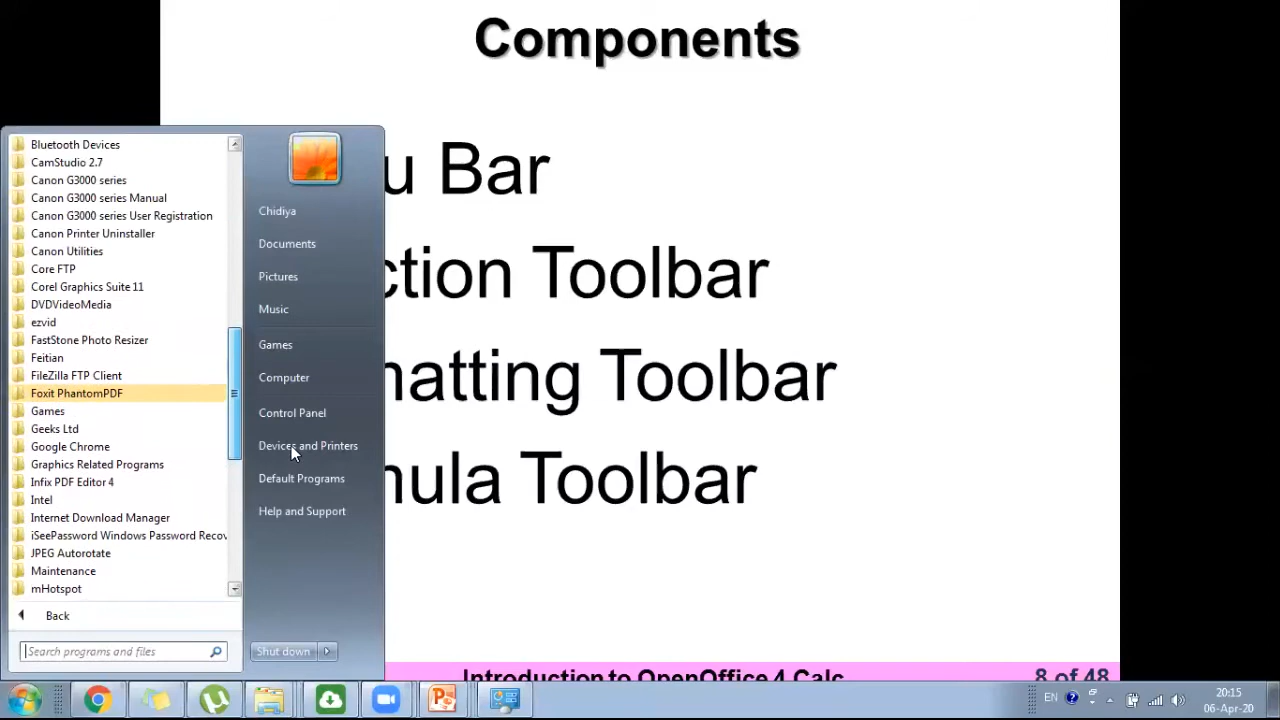 Components
u Bar
ction Toolbar
matting Toolbar
mula Toolbar
Bluetooth Devices
CamStudio 2.7
Canon G3000 series
Canon G3000 series Manual
Canon G3000 series User Registration
Canon Printer Uninstaller
Canon Utilities
Core FTP
Corel Graphics Suite 11
DVDVideoMedia
ezvid
FastStone Photo Resizer
Feitian
FileZilla FTP Client
Foxit PhantomPDF
Games
Geeks Ltd
Google Chrome
Graphics Related Programs
Infix PDF Editor 4
Intel
Internet Download Manager
iSeePassword Windows Password Recov
JPEG Autorotate
Maintenance
mHotspot
Back
Search programs and files
Chidiya
Documents
Pictures
Music
Games
Computer
Control Panel
Devices and Printers
Default Programs
Help and Support
Shut down
Introduction to OpenOffice 4 Calc
8 of 48
EN
20:15
06-Apr-20